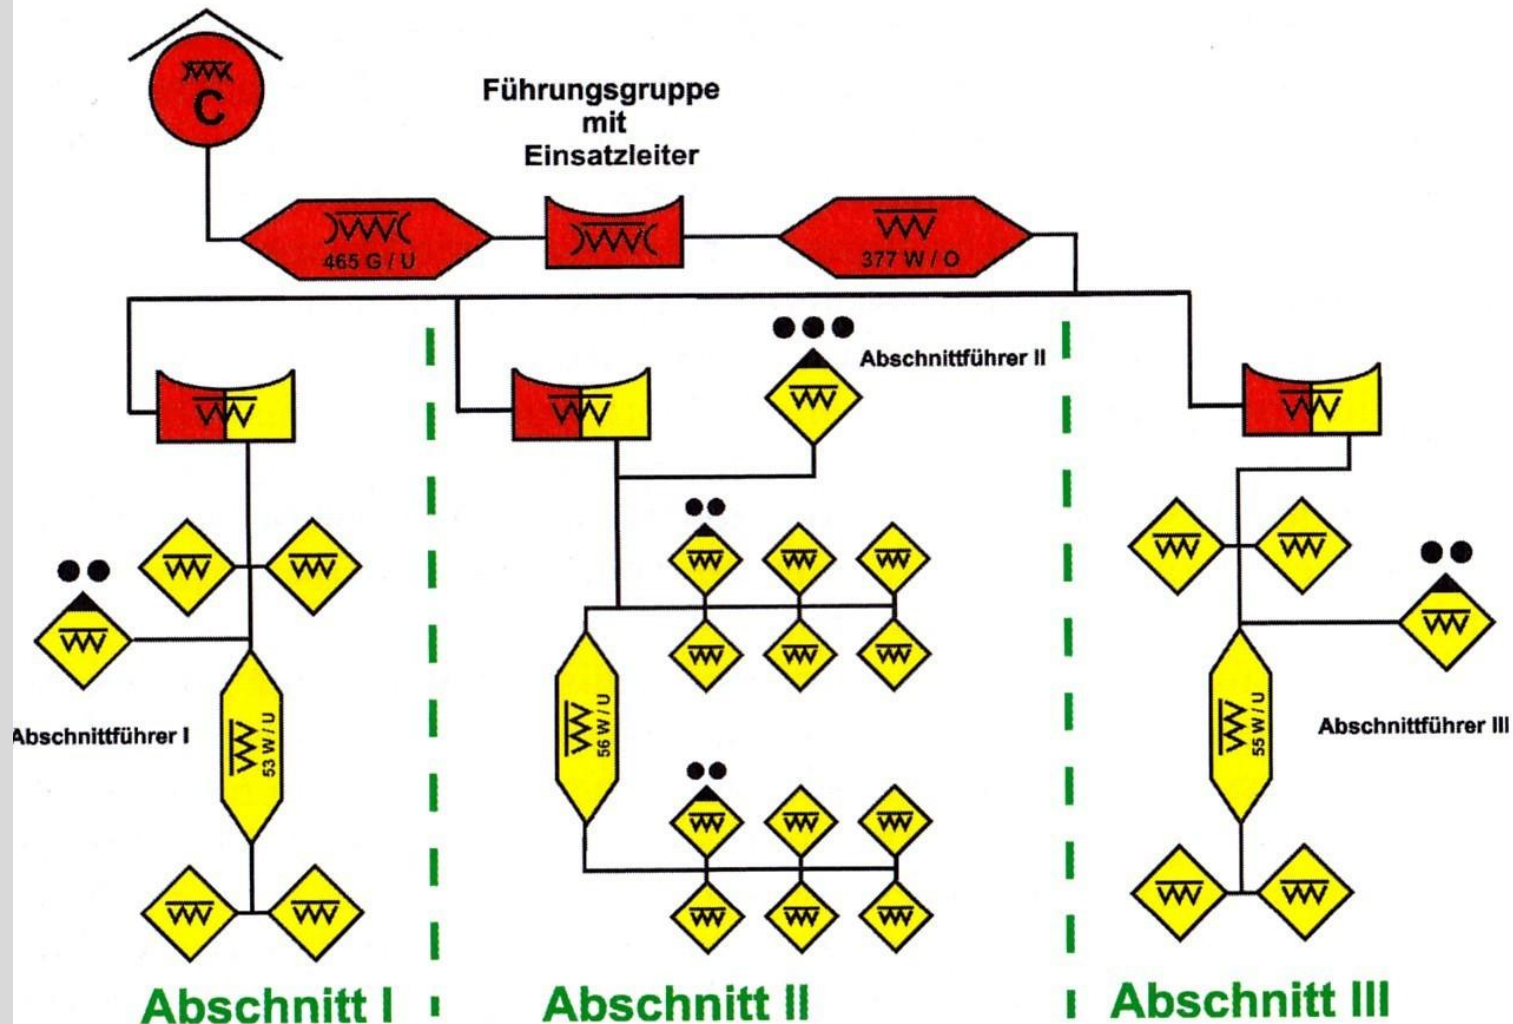 C
Führungsgruppe
mit
Einsatzleiter
465 G / U
377 W / O
Abschnittführer II
Abschnittführer I
53 W / U
56 W / U
55 W / U
Abschnittführer III
Abschnitt I
Abschnitt II
Abschnitt III